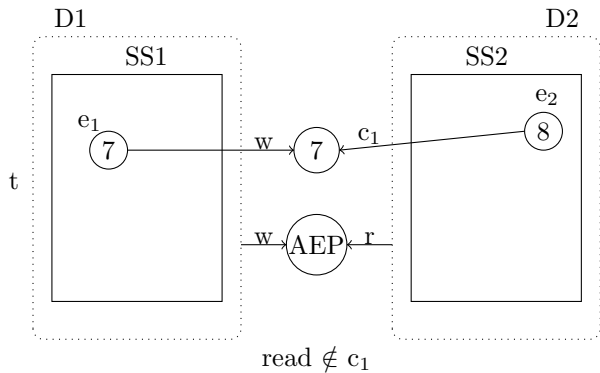 D1 D2
SS1 SS2
e₁ e₂
7 w 7 c₁ 8
t
w AEP r
read ∉ c₁